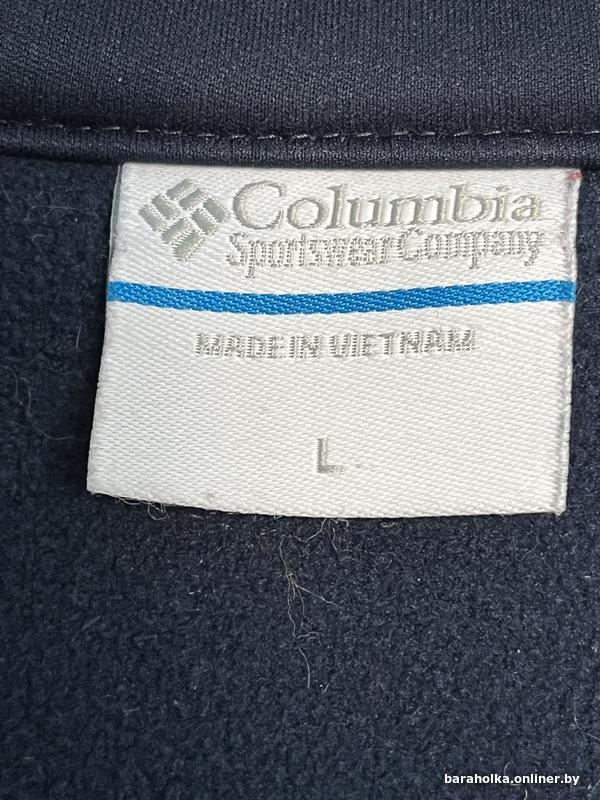 Columbia
Sportswear Company
MADE IN VIETNAM
L
baraholka.onliner.by